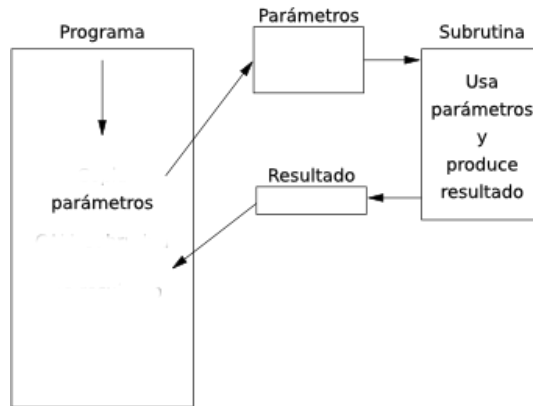 Programa
Parámetros
Subrutina
Usa
parámetros
y
produce
resultado
Resultado
parámetros